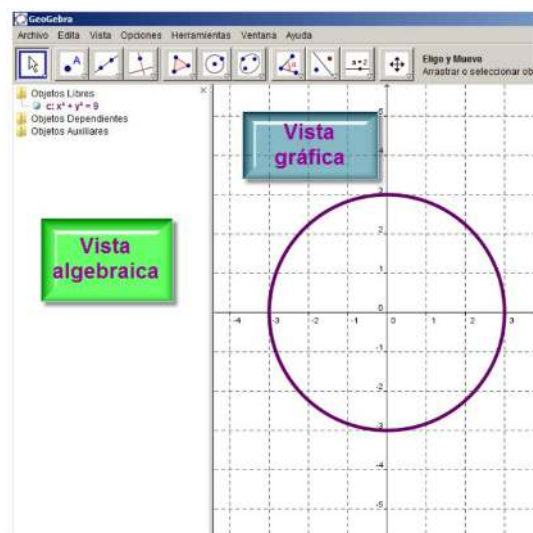 GeoGebra
Archivo Edita Vista Opciones Herramientas Ventana Ayuda
A
α
a=2
Elige y Mueve
Arrastrar o seleccionar ob
Objetos Libres
c: x² + y² = 9
Objetos Dependientes
Objetos Auxiliares
Vista
gráfica
Vista
algebraica
5
4
3
2
1
0
-4 -3 -2 -1 0 1 2 3
-1
-2
-3
-4
-5